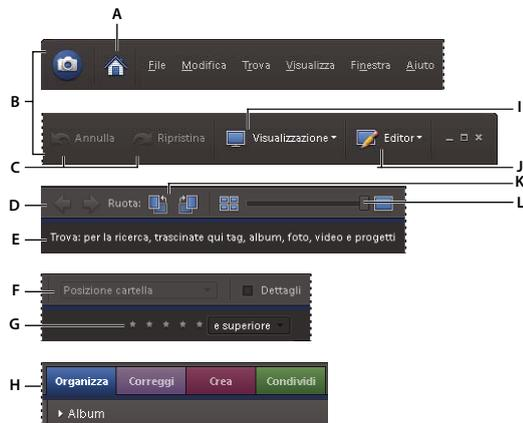 A
B
File Modifica Trova Visualizza Finestra Aiuto
I
Annulla Ripristina Visualizzazione Editor
C
J
K
D
Ruota:
L
E
Trova: per la ricerca, trascinate qui tag, album, foto, video e progetti
F
Posizione cartella Dettagli
G
e superiore
H
Organizza Correggi Crea Condividi
Album